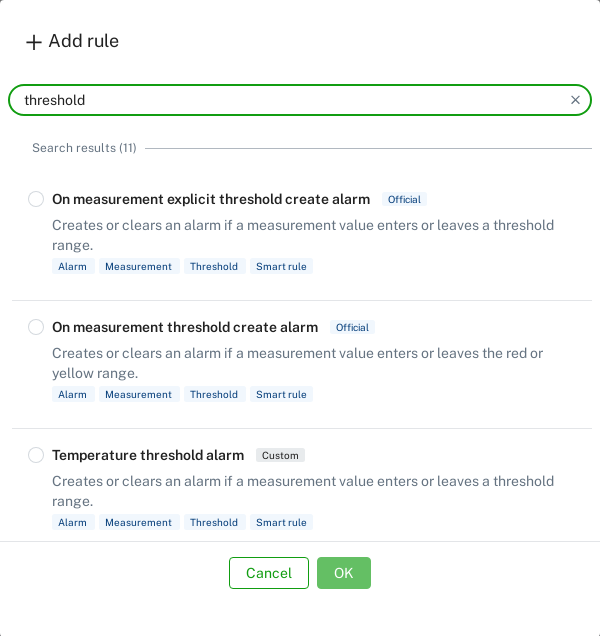 Add rule
threshold
Search results (11)
On measurement explicit threshold create alarm Official
Creates or clears an alarm if a measurement value enters or leaves a threshold
range.
Alarm Measurement Threshold Smart rule
On measurement threshold create alarm Official
Creates or clears an alarm if a measurement value enters or leaves the red or
yellow range.
Alarm Measurement Threshold Smart rule
Temperature threshold alarm Custom
Creates or clears an alarm if a measurement value enters or leaves a threshold
range.
Alarm Measurement Threshold Smart rule
Cancel OK